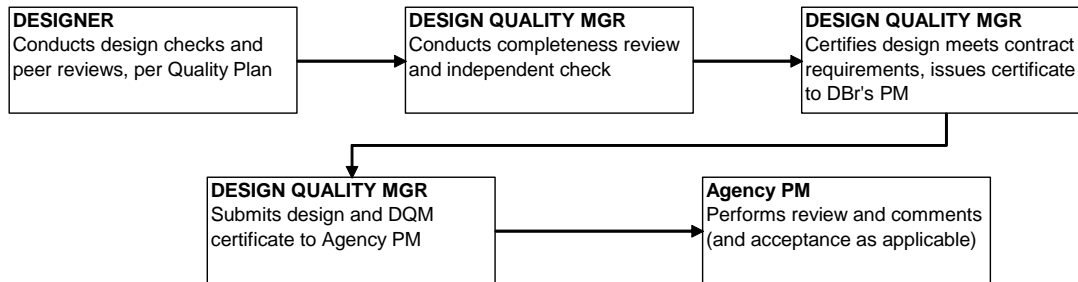 DESIGNER
Conducts design checks and
peer reviews, per Quality Plan
DESIGN QUALITY MGR
Conducts completeness review
and independent check
DESIGN QUALITY MGR
Certifies design meets contract
requirements, issues certificate
to DBr's PM
DESIGN QUALITY MGR
Submits design and DQM
certificate to Agency PM
Agency PM
Performs review and comments
(and acceptance as applicable)